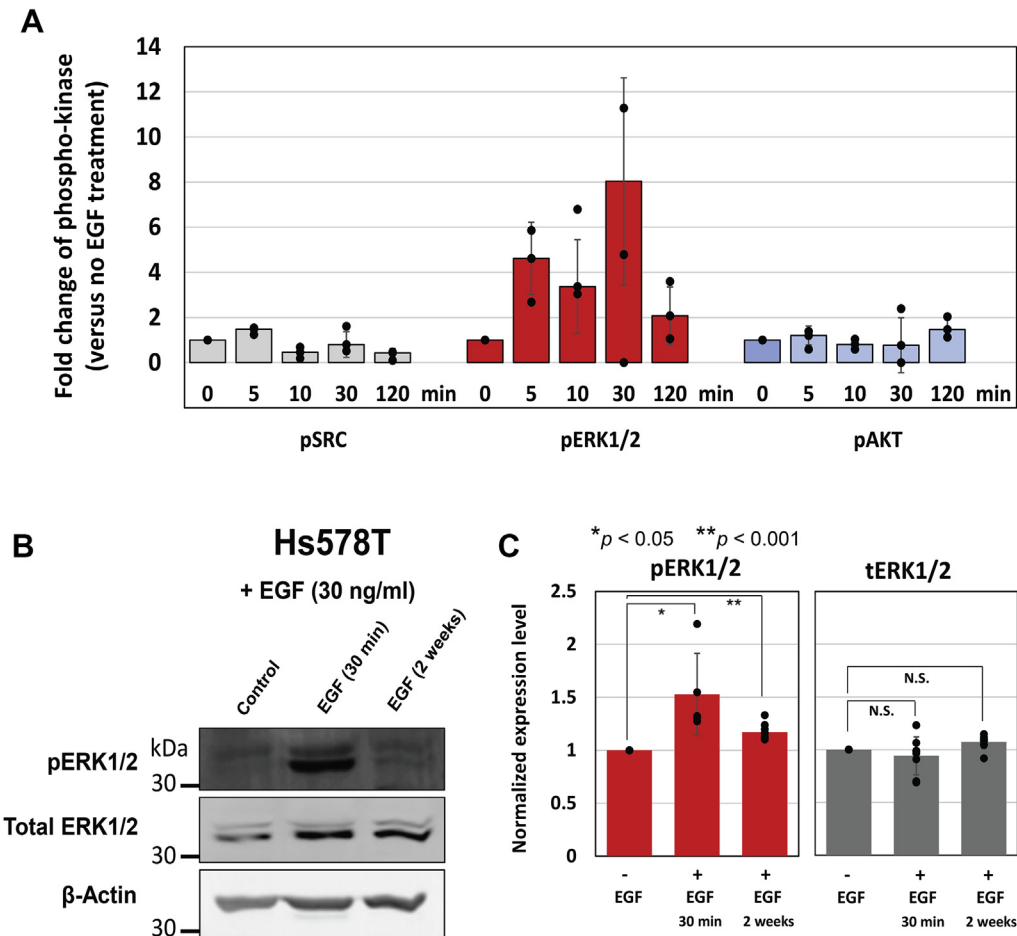 A
Fold change of phospho-kinase
(versus no EGF treatment)
14
12
10
8
6
4
2
0
0 5 10 30 120 min 0 5 10 30 120 min 0 5 10 30 120 min
pSRC pERK1/2 pAKT
B
Hs578T
+ EGF (30 ng/ml)
Control
EGF (30 min)
EGF (2 weeks)
pERK1/2
kDa
30
Total ERK1/2
30
β-Actin
30
C
*p < 0.05 **p < 0.001
pERK1/2 tERK1/2
Normalized expression level
2.5
2
1.5
1
0.5
0
*
**
N.S.
N.S.
- + + - + +
EGF EGF EGF EGF EGF EGF
30 min 2 weeks 30 min 2 weeks